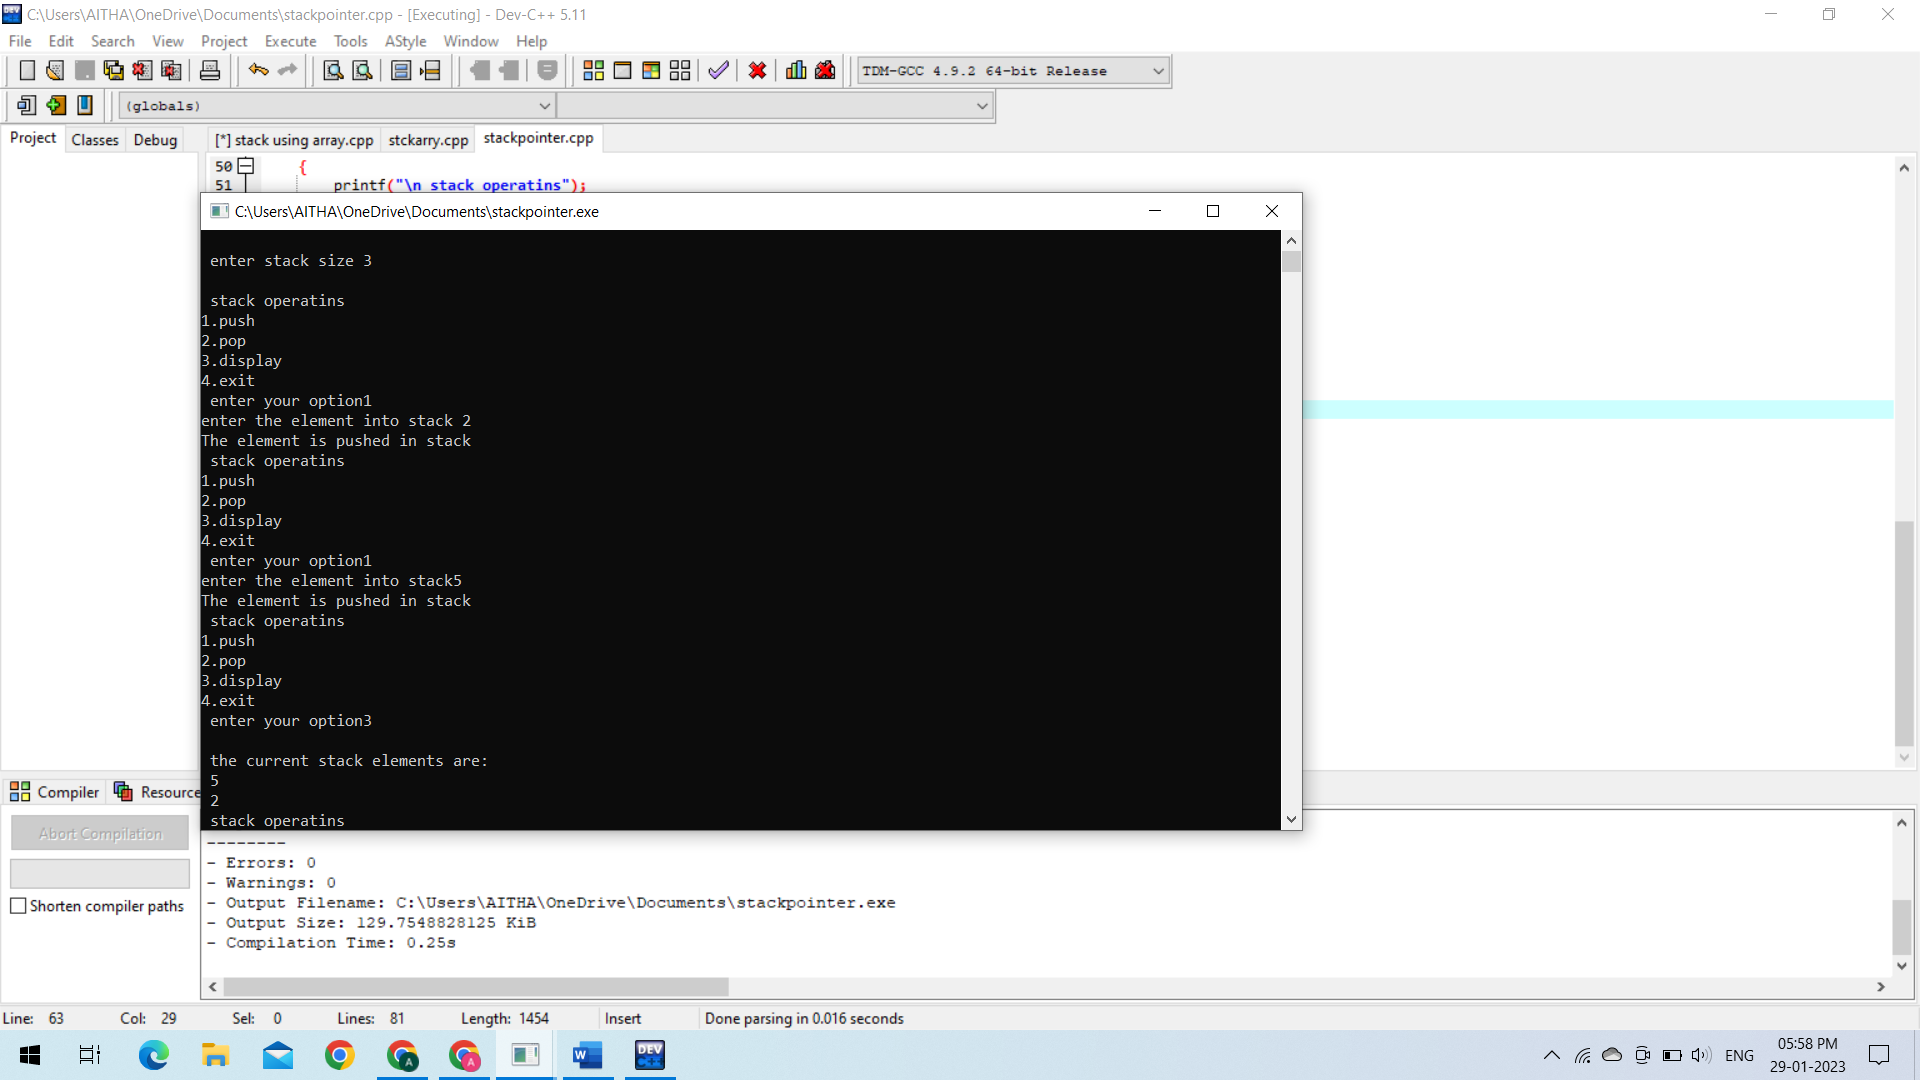 C:\Users\AITHA\OneDrive\Documents\stackpointer.cpp - [Executing] - Dev-C++ 5.11
File Edit Search View Project Execute Tools AStyle Window Help
TDM-GCC 4.9.2 64-bit Release
(globals)
Project Classes Debug [*] stack using array.cpp stckarry.cpp stackpointer.cpp
50 {
51 printf("\n stack operatins");
C:\Users\AITHA\OneDrive\Documents\stackpointer.exe
enter stack size 3
stack operatins
1.push
2.pop
3.display
4.exit
enter your option1
enter the element into stack 2
The element is pushed in stack
stack operatins
1.push
2.pop
3.display
4.exit
enter your option1
enter the element into stack5
The element is pushed in stack
stack operatins
1.push
2.pop
3.display
4.exit
enter your option3
the current stack elements are:
5
2
stack operatins
Compiler Resource
Abort Compilation
Shorten compiler paths
--------
- Errors: 0
- Warnings: 0
- Output Filename: C:\Users\AITHA\OneDrive\Documents\stackpointer.exe
- Output Size: 129.7548828125 KiB
- Compilation Time: 0.25s
Line: 63 Col: 29 Sel: 0 Lines: 81 Length: 1454 Insert Done parsing in 0.016 seconds
A A W DEV C++ ENG
05:58 PM
29-01-2023